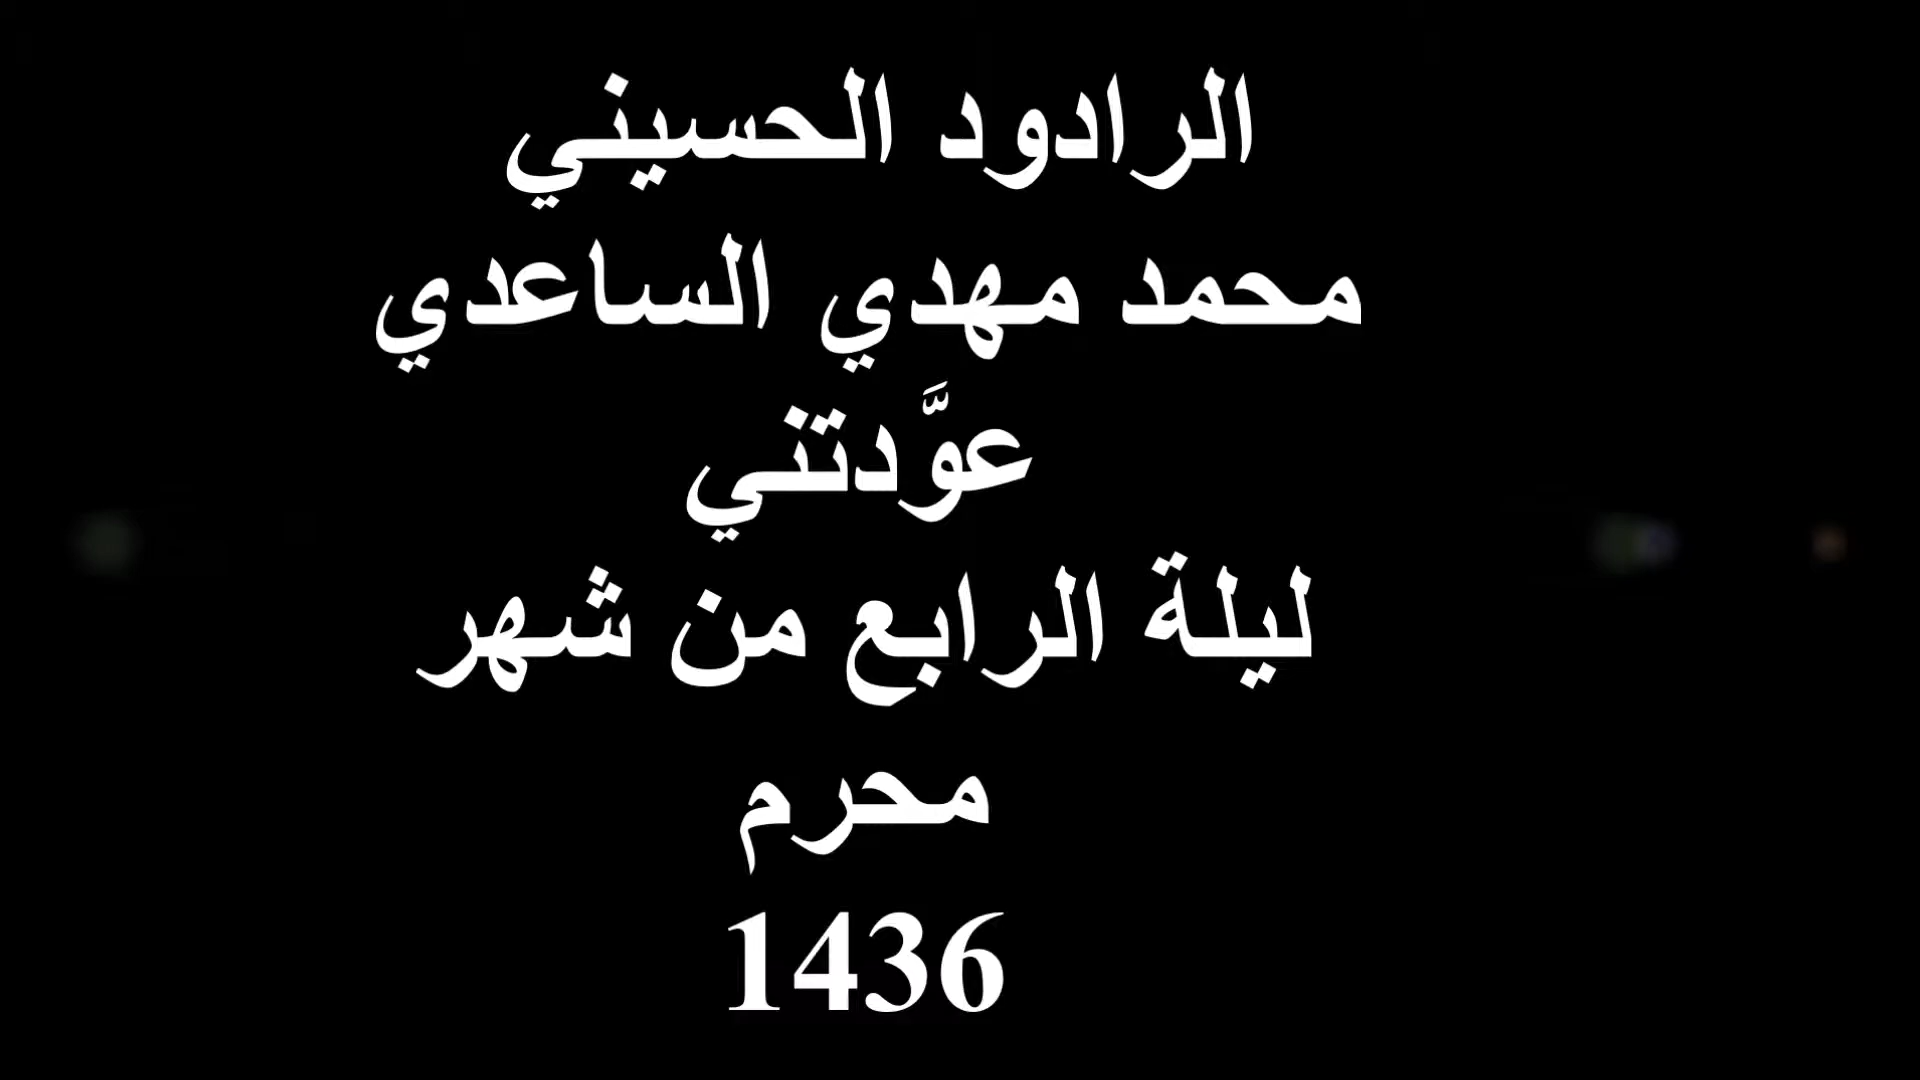 الرادود الحسيني
محمد مهدي الساعدي
عوَّدتني
ليلة الرابع من شهر
محرم
1436